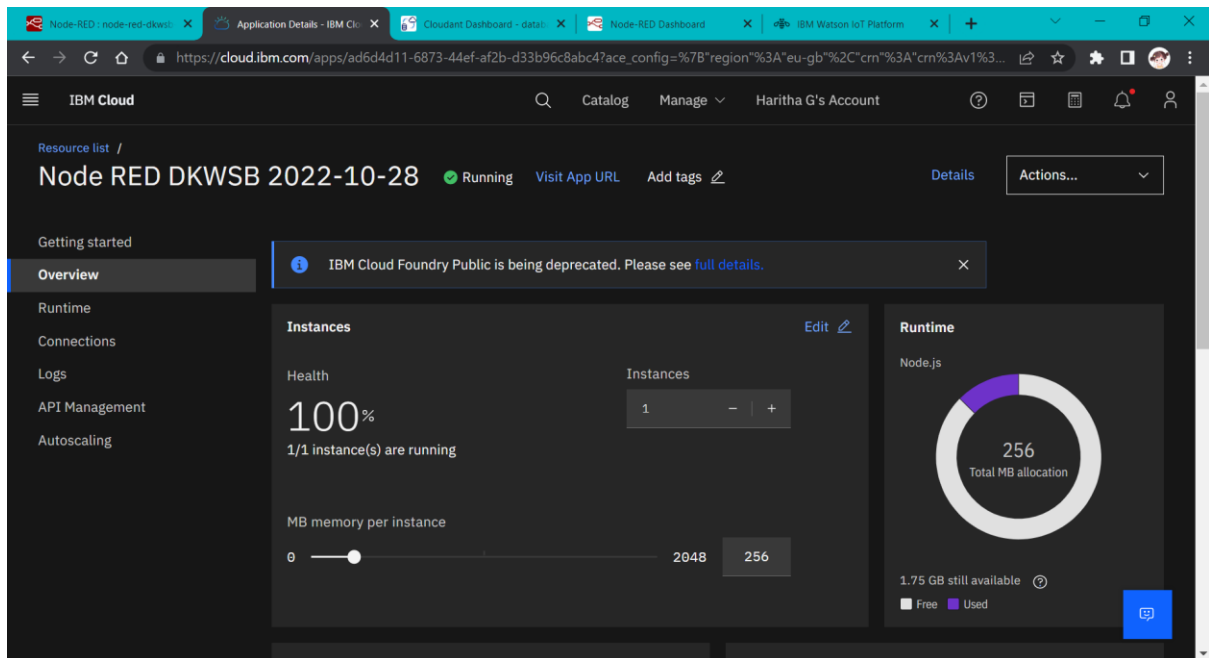 Node-RED : node-red-dkwsb
Application Details - IBM Clo
Cloudant Dashboard - datab
Node-RED Dashboard
IBM Watson IoT Platform
https://cloud.ibm.com/apps/ad6d4d11-6873-44ef-af2b-d33b96c8abc4?ace_config=%7B"region"%3A"eu-gb"%2C"crn"%3A"crn%3Av1%3...
IBM Cloud
Catalog
Manage
Haritha G's Account
Resource list /
Node RED DKWSB 2022-10-28
Running
Visit App URL
Add tags
Details
Actions...
Getting started
Overview
Runtime
Connections
Logs
API Management
Autoscaling
IBM Cloud Foundry Public is being deprecated. Please see full details.
Instances
Edit
Health
100%
1/1 instance(s) are running
Instances
1 - +
MB memory per instance
0 2048 256
Runtime
Node.js
256
Total MB allocation
1.75 GB still available
Free Used